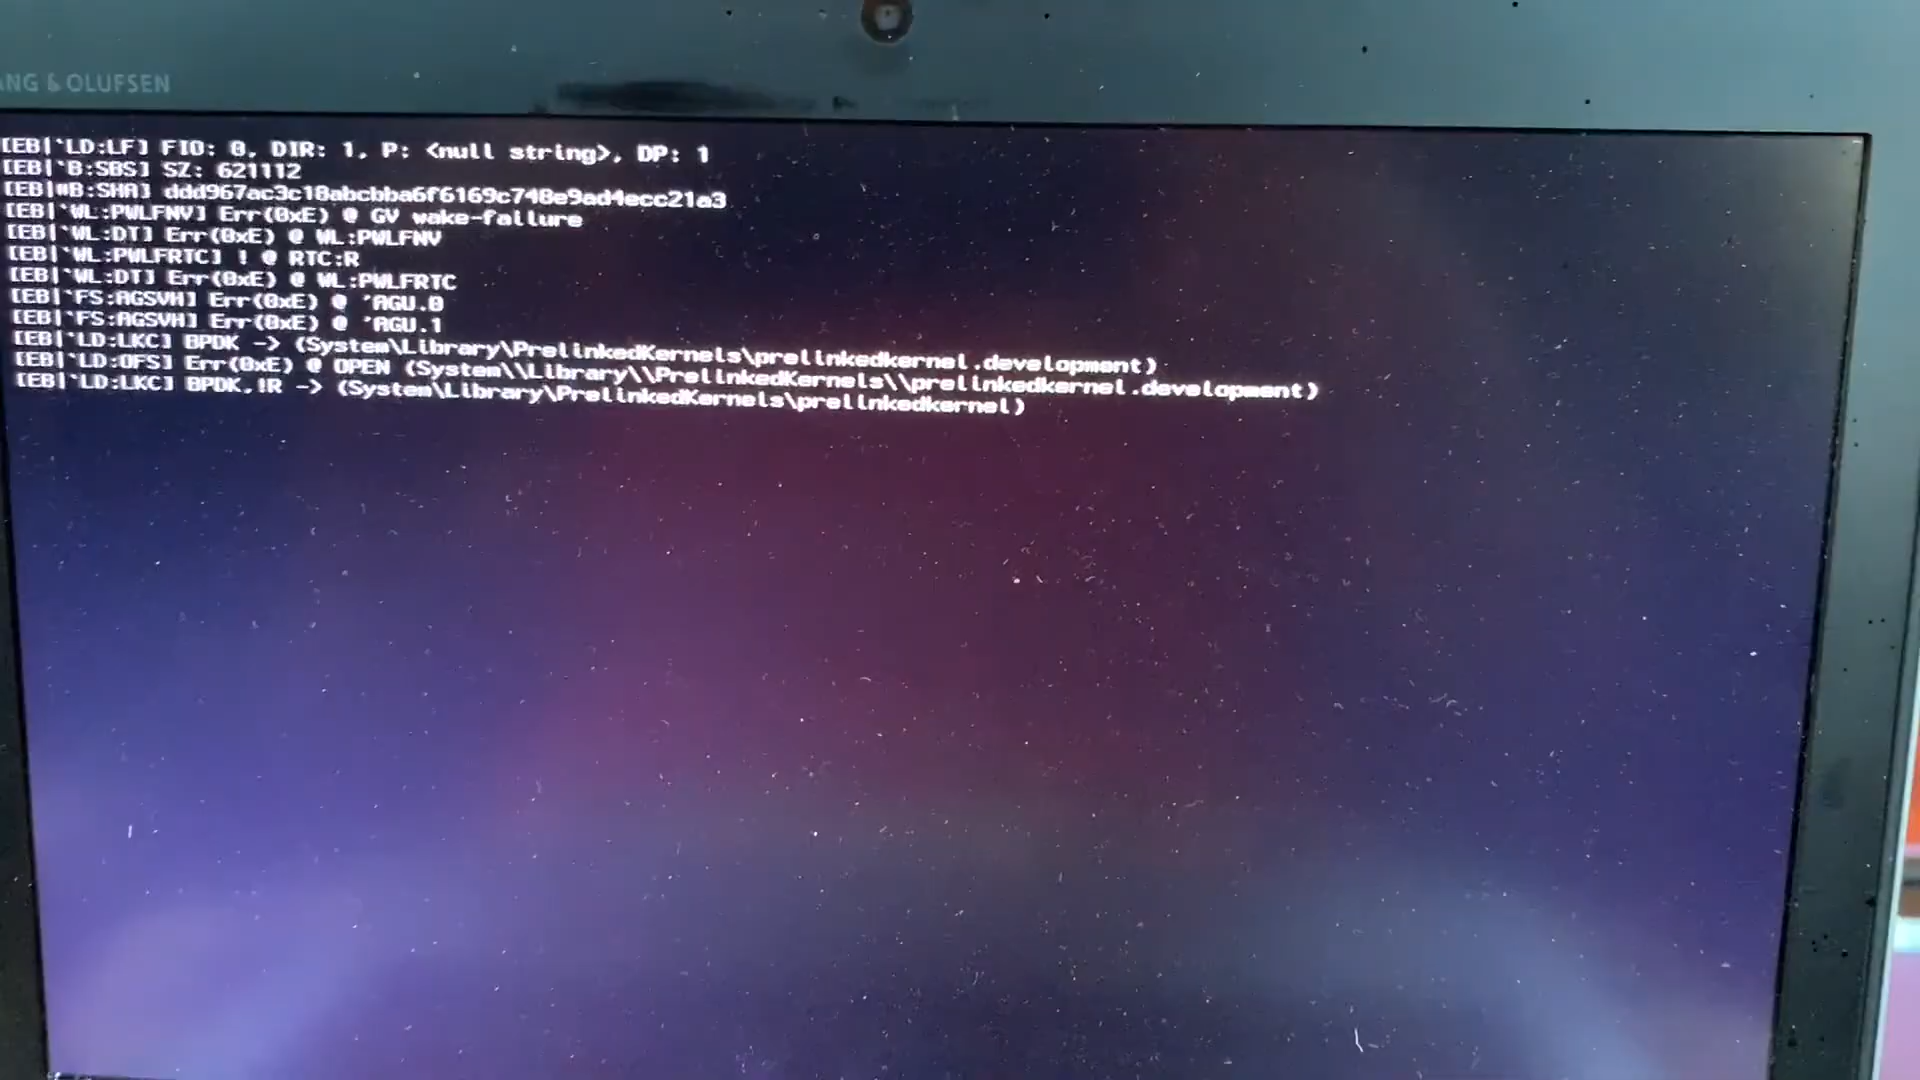 ANG & OLUFSEN
[EB|`LD:LF] FIO: 0, DIR: 1, P: <null string>, DP: 1
[EB|`B:SBS] SZ: 621112
[EB|#B:SHA] ddd967ac3c18abcbba6f6169c748e9ad4ecc21a3
[EB|`WL:PWLFNV] Err(0xE) @ GV wake-failure
[EB|`WL:DT] Err(0xE) @ WL:PWLFNV
[EB|`WL:PWLFRTC] ! @ RTC:R
[EB|`WL:DT] Err(0xE) @ WL:PWLFRTC
[EB|`FS:AGSVH] Err(0xE) @ ^AGU.0
[EB|`FS:AGSVH] Err(0xE) @ ^AGU.1
[EB|`LD:LKC] BPDK -> (System\Library\PrelinkedKernels\prelinkedkernel.development)
[EB|`LD:OFS] Err(0xE) @ OPEN (System\\Library\\PrelinkedKernels\\prelinkedkernel.development)
[EB|`LD:LKC] BPDK,!R -> (System\Library\PrelinkedKernels\prelinkedkernel)